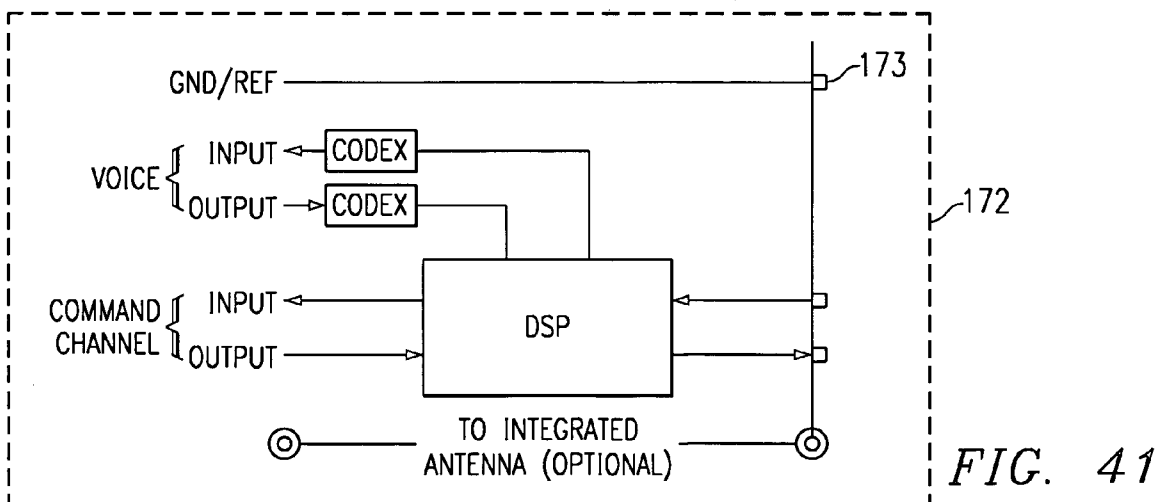 GND/REF
173
INPUT
CODEX
VOICE
OUTPUT
CODEX
172
COMMAND
CHANNEL
INPUT
OUTPUT
DSP
TO INTEGRATED
ANTENNA (OPTIONAL)
FIG. 41